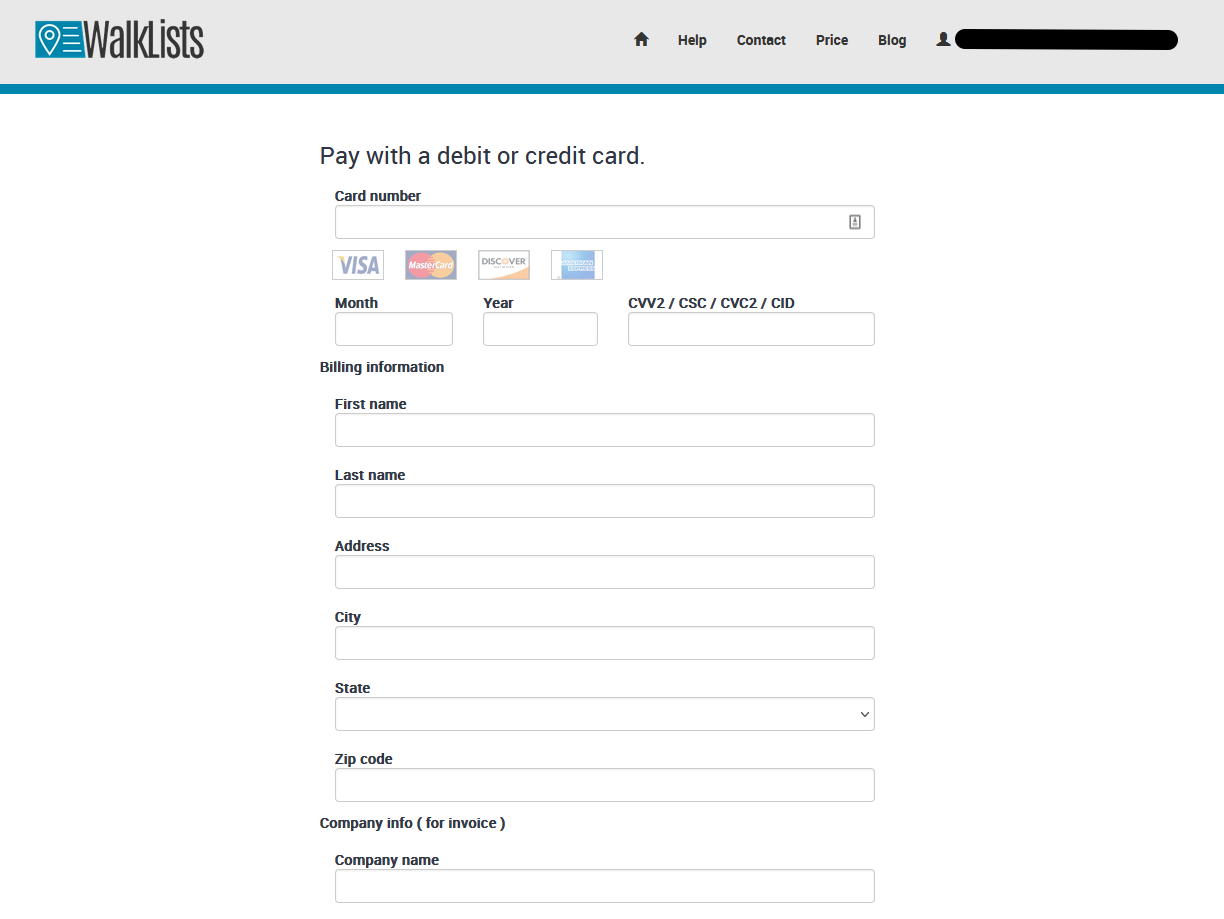 WalkLists
Help Contact Price Blog
Pay with a debit or credit card.
Card number
VISA MasterCard DISCOVER AMERICAN EXPRESS
Month Year CVV2 / CSC / CVC2 / CID
Billing information
First name
Last name
Address
City
State
Zip code
Company info ( for invoice )
Company name